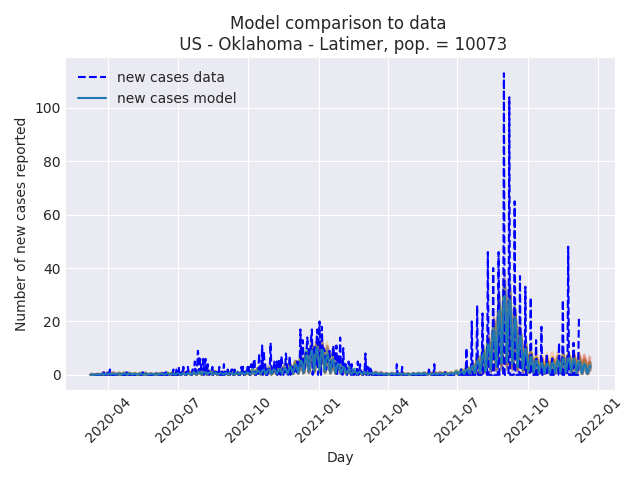 Model comparison to data
US - Oklahoma - Latimer, pop. = 10073
new cases data
new cases model
Number of new cases reported
100
80
60
40
20
0
2020-04
2020-07
2020-10
2021-01
2021-04
2021-07
2021-10
2022-01
Day